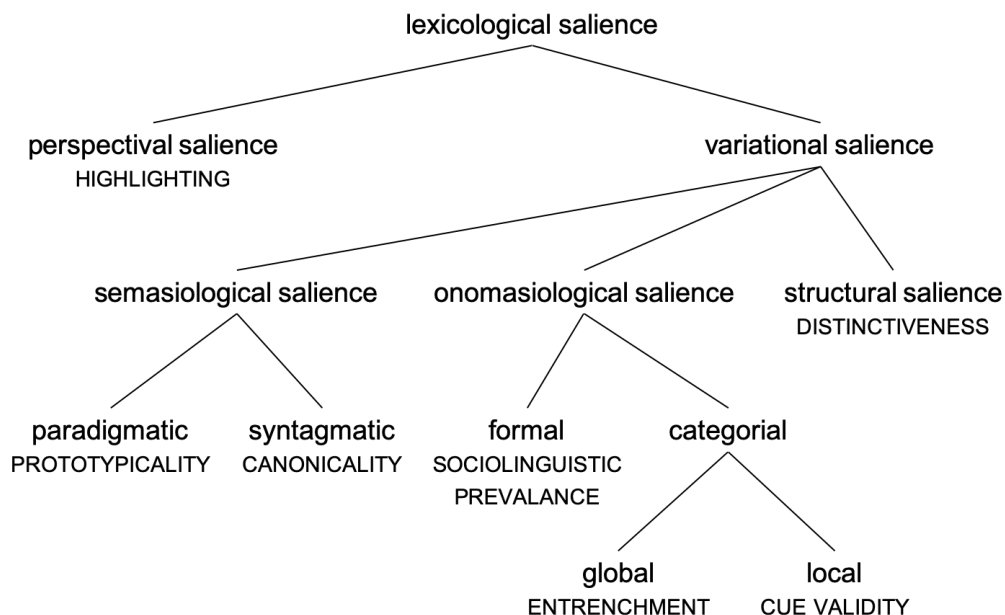 lexicological salience
perspectival salience
HIGHLIGHTING
variational salience
semasiological salience
onomasiological salience
structural salience
DISTINCTIVENESS
paradigmatic
PROTOTYPICALITY
syntagmatic
CANONICALITY
formal
SOCIOLINGUISTIC
PREVALANCE
categorial
global
ENTRENCHMENT
local
CUE VALIDITY